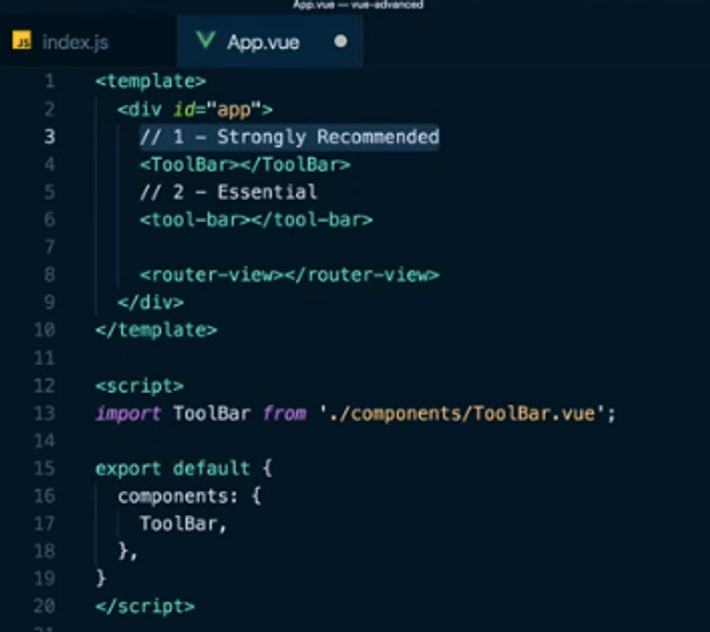 App.vue — vue-advanced
JS index.js App.vue
1 <template>
2 <div id="app">
3 // 1 - Strongly Recommended
4 <ToolBar></ToolBar>
5 // 2 - Essential
6 <tool-bar></tool-bar>
7
8 <router-view></router-view>
9 </div>
10 </template>
11
12 <script>
13 import ToolBar from './components/ToolBar.vue';
14
15 export default {
16 components: {
17 ToolBar,
18 },
19 }
20 </script>
21